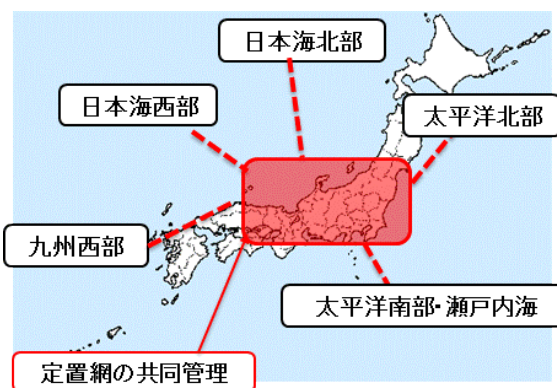 日本海北部
日本海西部
太平洋北部
九州西部
太平洋南部・瀬戸内海
定置網の共同管理